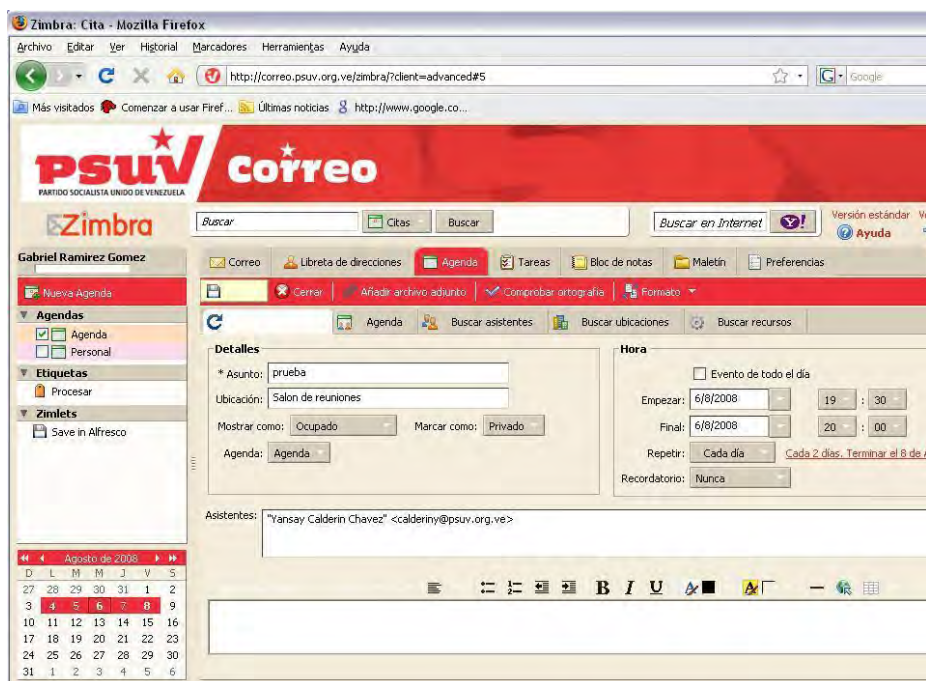 Zimbra: Cita - Mozilla Firefox
Archivo Editar Ver Historial Marcadores Herramientas Ayuda
http://correo.psuv.org.ve/zimbra/?client=advanced#5
G Google
Más visitados Comenzar a usar Firef... Últimas noticias http://www.google.co...
PSUV Correo
PARTIDO SOCIALISTA UNIDO DE VENEZUELA
Zimbra
Buscar Citas Buscar Buscar en Internet Y! Versión estándar
Ayuda
Gabriel Ramirez Gomez
Correo Libreta de direcciones Agenda Tareas Bloc de notas Maletín Preferencias
Nueva Agenda
Cerrar Añadir archivo adjunto Comprobar ortografía Formato
Agendas
Agenda
Personal
Etiquetas
Procesar
Zimlets
Save in Alfresco
Agenda Buscar asistentes Buscar ubicaciones Buscar recursos
Detalles
* Asunto: prueba
Ubicación: Salon de reuniones
Mostrar como: Ocupado Marcar como: Privado
Agenda: Agenda
Hora
Evento de todo el día
Empezar: 6/8/2008 19 : 30
Final: 6/8/2008 20 : 00
Repetir: Cada día Cada 2 días. Terminar el 8 de
Recordatorio: Nunca
Asistentes: "Yansay Calderin Chavez" <calderiny@psuv.org.ve>
B I U
Agosto de 2008
D L M M J V S
27 28 29 30 31 1 2
3 4 5 6 7 8 9
10 11 12 13 14 15 16
17 18 19 20 21 22 23
24 25 26 27 28 29 30
31 1 2 3 4 5 6